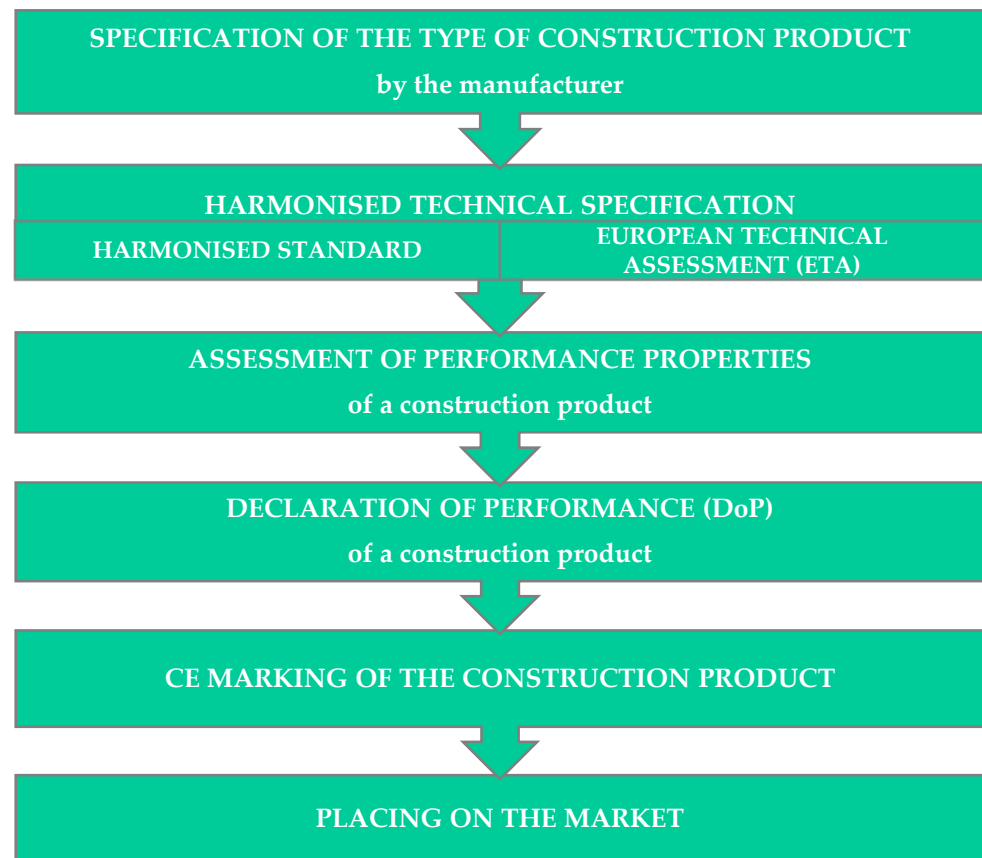 SPECIFICATION OF THE TYPE OF CONSTRUCTION PRODUCT
by the manufacturer
HARMONISED TECHNICAL SPECIFICATION
HARMONISED STANDARD
EUROPEAN TECHNICAL
ASSESSMENT (ETA)
ASSESSMENT OF PERFORMANCE PROPERTIES
of a construction product
DECLARATION OF PERFORMANCE (DoP)
of a construction product
CE MARKING OF THE CONSTRUCTION PRODUCT
PLACING ON THE MARKET